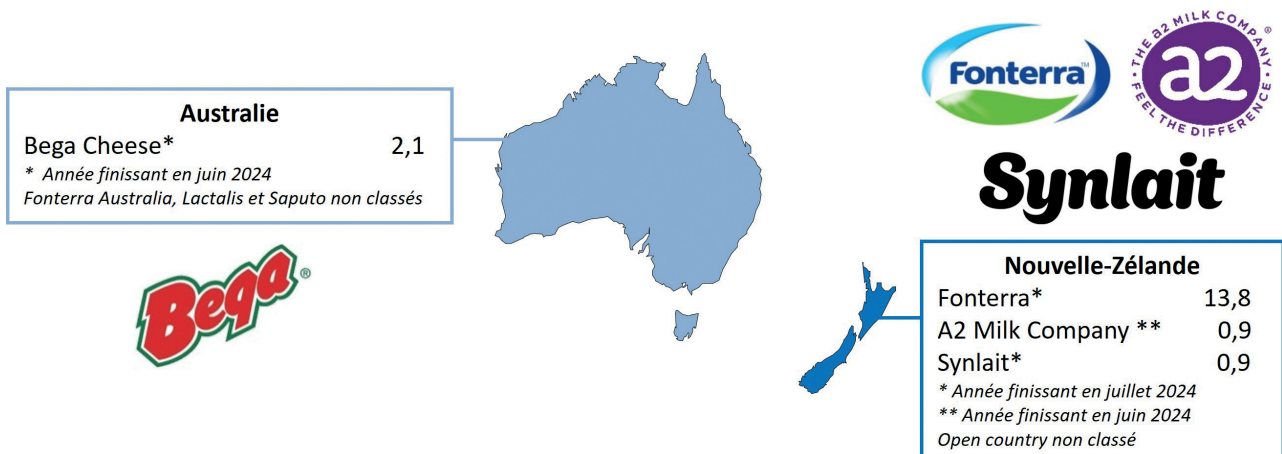 Australie
Bega Cheese* 2,1
* Année finissant en juin 2024
Fonterra Australia, Lactalis et Saputo non classés
Bega®
Fonterra™
THE a2 MILK COMPANY ®
a2
FEEL THE DIFFERENCE
Synlait
Nouvelle-Zélande
Fonterra* 13,8
A2 Milk Company ** 0,9
Synlait* 0,9
* Année finissant en juillet 2024
** Année finissant en juin 2024
Open country non classé